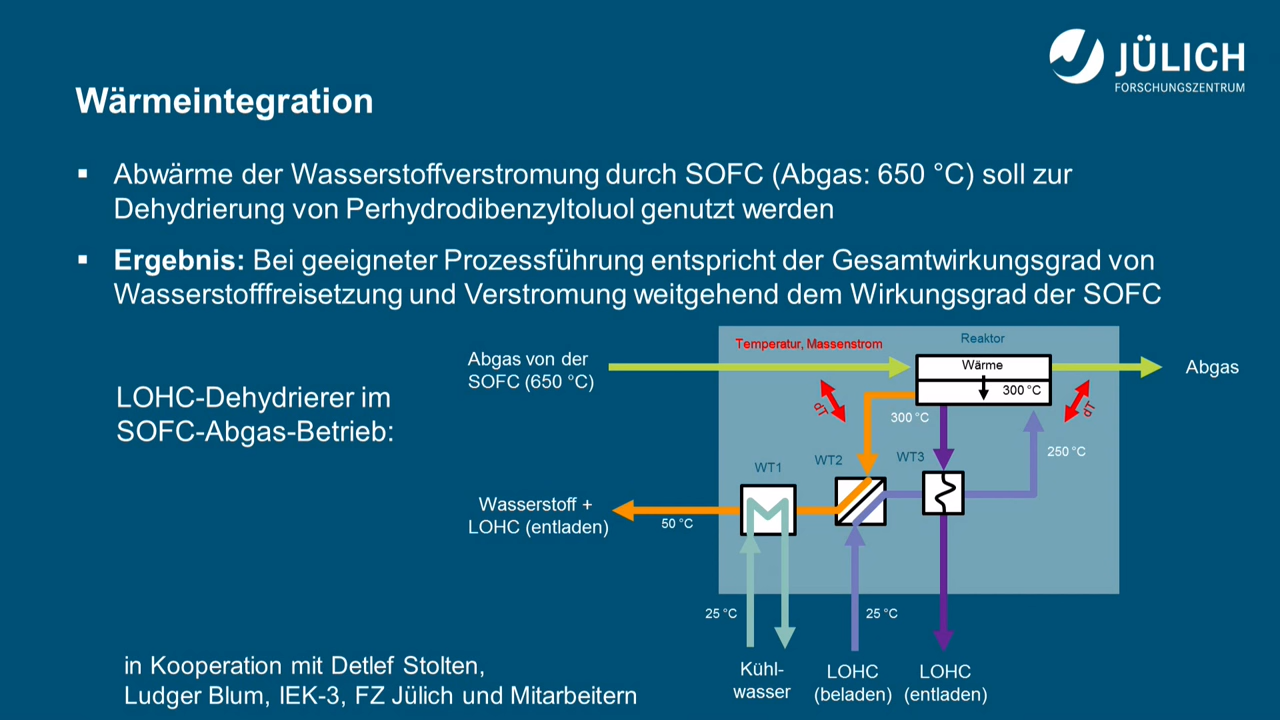 JÜLICH
FORSCHUNGSZENTRUM
Wärmeintegration
▪ Abwärme der Wasserstoffverstromung durch SOFC (Abgas: 650 °C) soll zur
Dehydrierung von Perhydrodibenzyltoluol genutzt werden
▪ Ergebnis: Bei geeigneter Prozessführung entspricht der Gesamtwirkungsgrad von
Wasserstofffreisetzung und Verstromung weitgehend dem Wirkungsgrad der SOFC
LOHC-Dehydrierer im
SOFC-Abgas-Betrieb:
Abgas von der
SOFC (650 °C)
Temperatur, Massenstrom
Reaktor
Wärme
300 °C
Abgas
dT
dT
300 °C
250 °C
WT1
WT2
WT3
Wasserstoff +
LOHC (entladen)
50 °C
25 °C
25 °C
Kühl-
wasser
LOHC
(beladen)
LOHC
(entladen)
in Kooperation mit Detlef Stolten,
Ludger Blum, IEK-3, FZ Jülich und Mitarbeitern